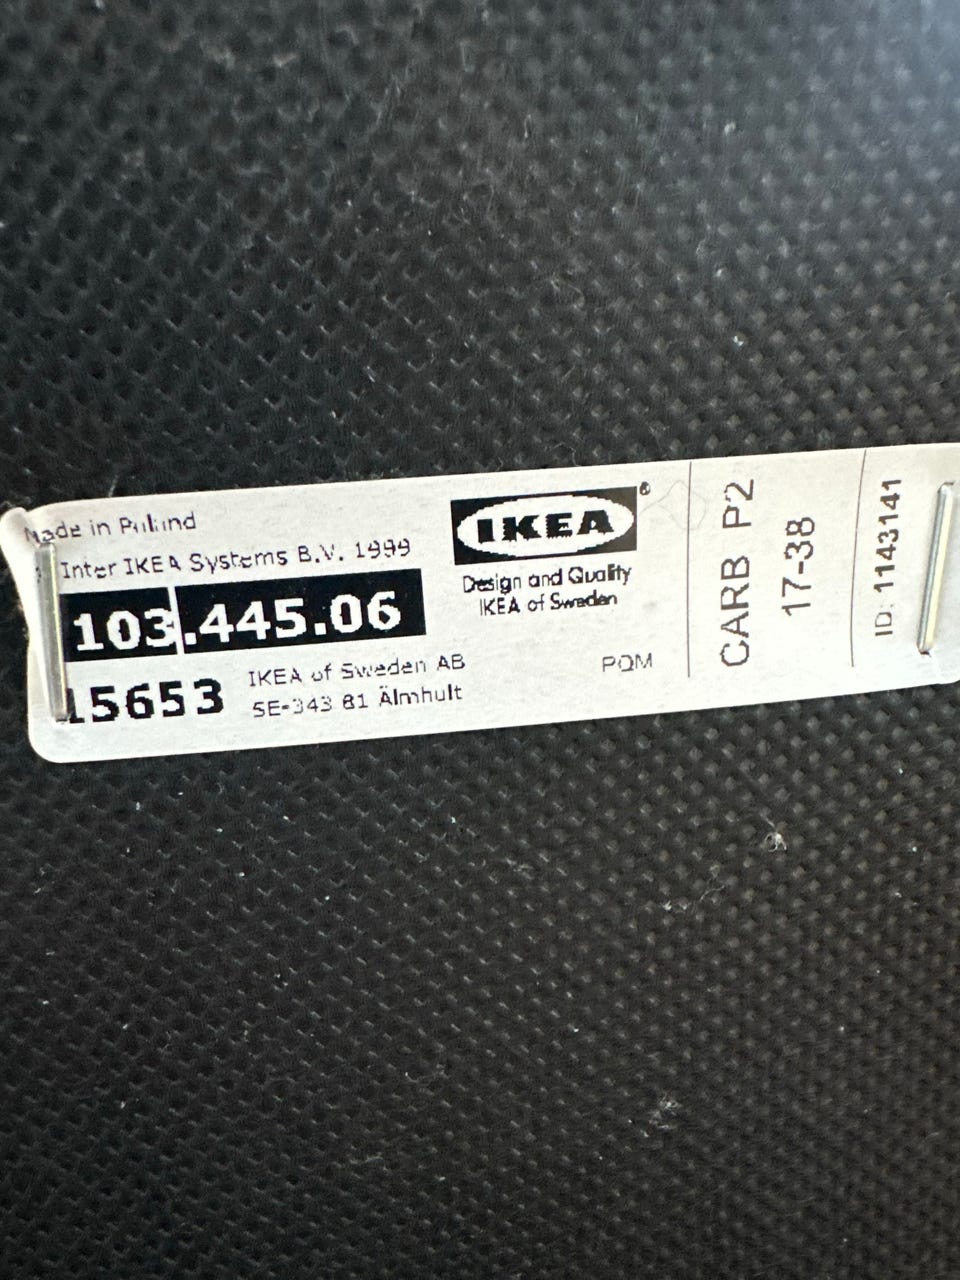 Made in Poland
Inter IKEA Systems B.V. 1999
103.445.06
15653
IKEA of Sweden AB
SE-343 81 Älmhult
IKEA®
Design and Quality
IKEA of Sweden
PQM
CARB P2
17-38
ID: 1143141